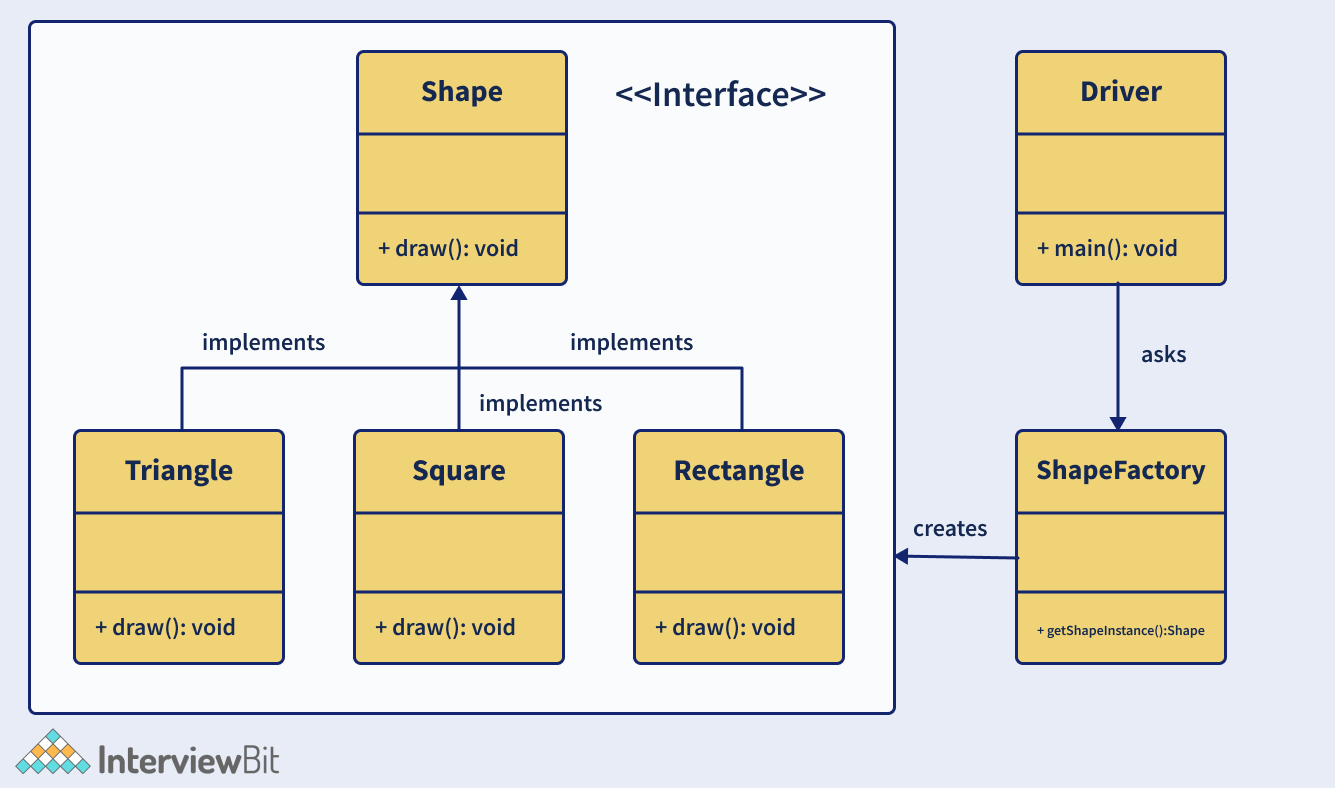 Shape
<<Interface>>
+ draw(): void
Driver
+ main(): void
implements
implements
implements
asks
Triangle
+ draw(): void
Square
+ draw(): void
Rectangle
+ draw(): void
creates
ShapeFactory
+ getShapeInstance():Shape
InterviewBit